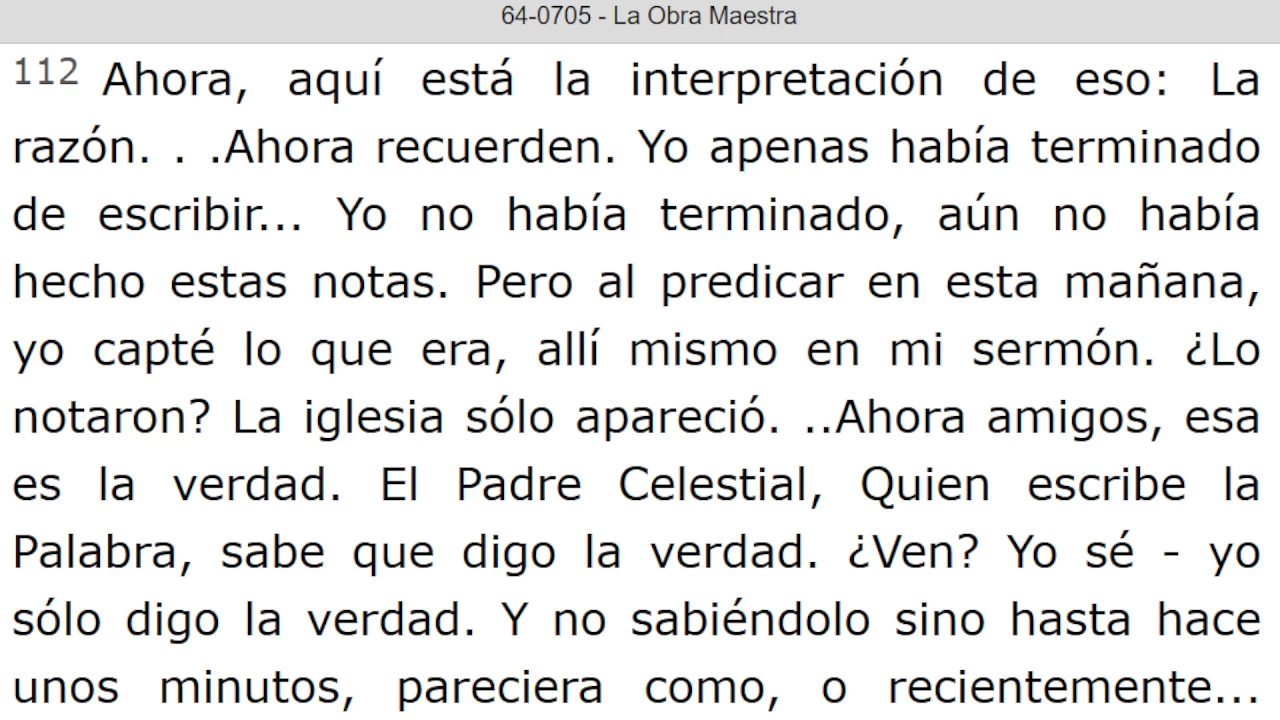 64-0705 - La Obra Maestra
112 Ahora, aquí está la interpretación de eso: La
razón. . .Ahora recuerden. Yo apenas había terminado
de escribir... Yo no había terminado, aún no había
hecho estas notas. Pero al predicar en esta mañana,
yo capté lo que era, allí mismo en mi sermón. ¿Lo
notaron? La iglesia sólo apareció. ..Ahora amigos, esa
es la verdad. El Padre Celestial, Quien escribe la
Palabra, sabe que digo la verdad. ¿Ven? Yo sé - yo
sólo digo la verdad. Y no sabiéndolo sino hasta hace
unos minutos, pareciera como, o recientemente...